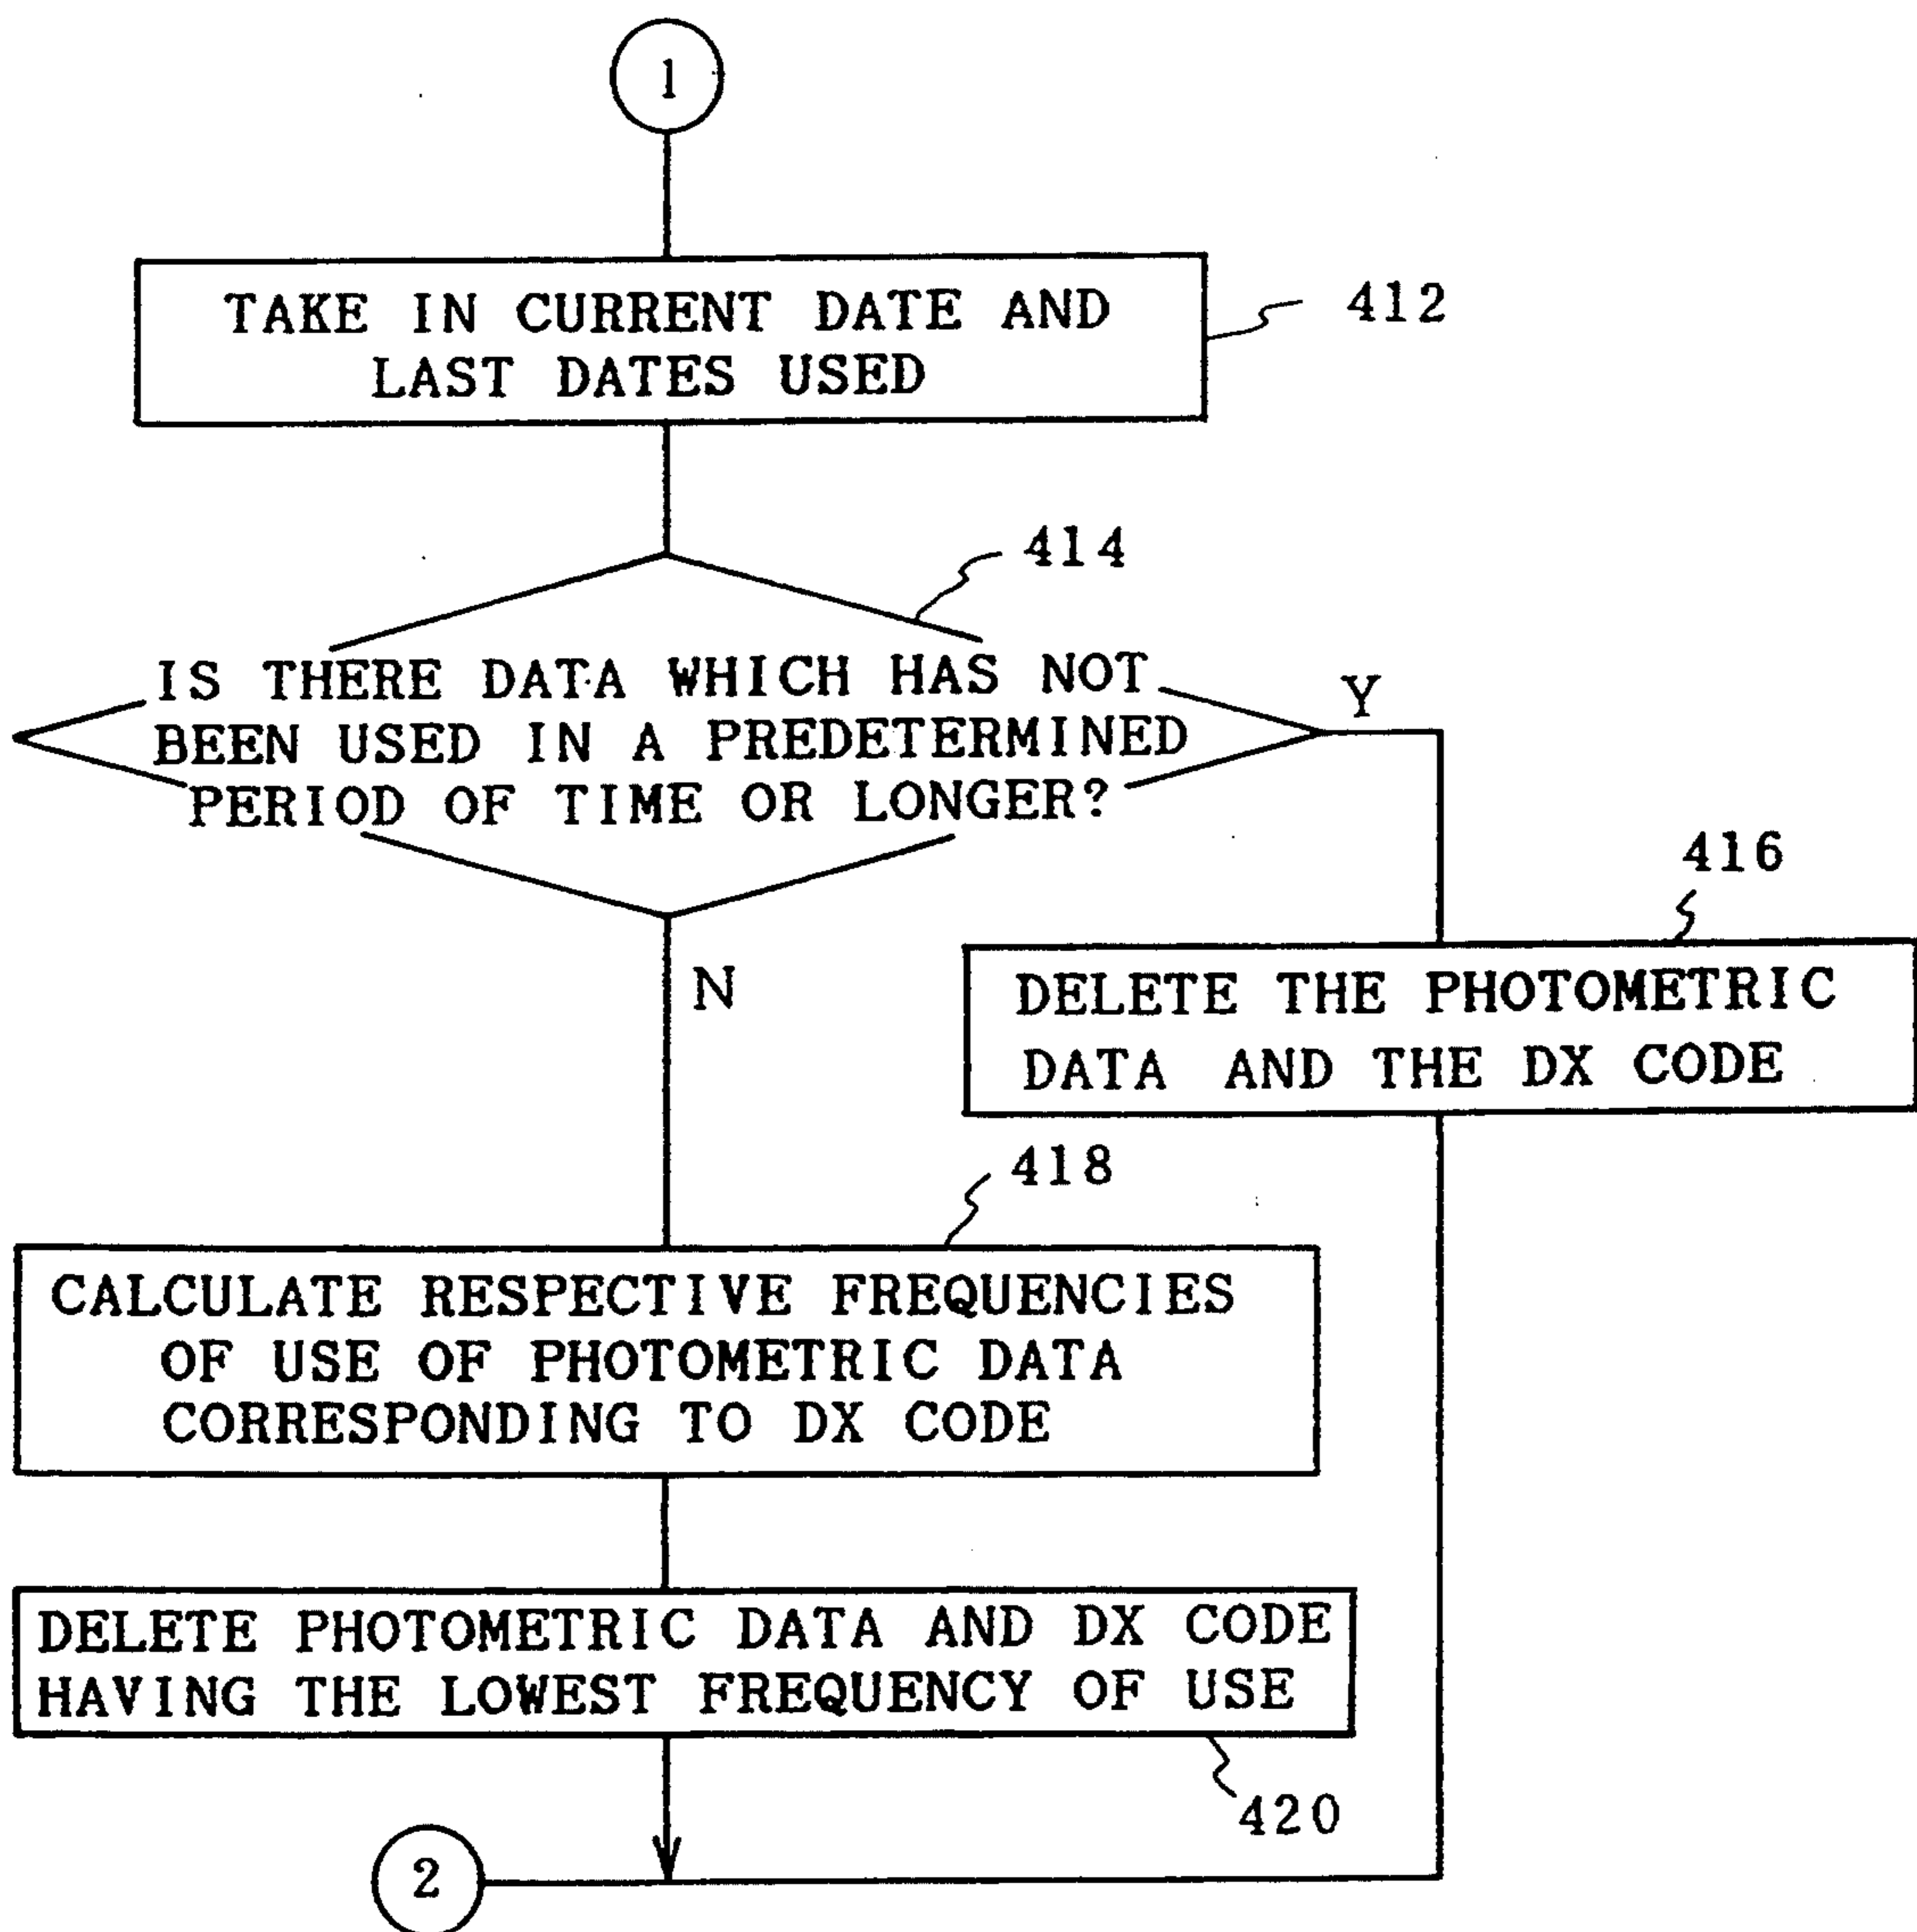 1
TAKE IN CURRENT DATE AND
LAST DATES USED
412
414
IS THERE DATA WHICH HAS NOT
BEEN USED IN A PREDETERMINED
PERIOD OF TIME OR LONGER?
Y
416
N
DELETE THE PHOTOMETRIC
DATA AND THE DX CODE
418
CALCULATE RESPECTIVE FREQUENCIES
OF USE OF PHOTOMETRIC DATA
CORRESPONDING TO DX CODE
DELETE PHOTOMETRIC DATA AND DX CODE
HAVING THE LOWEST FREQUENCY OF USE
420
2